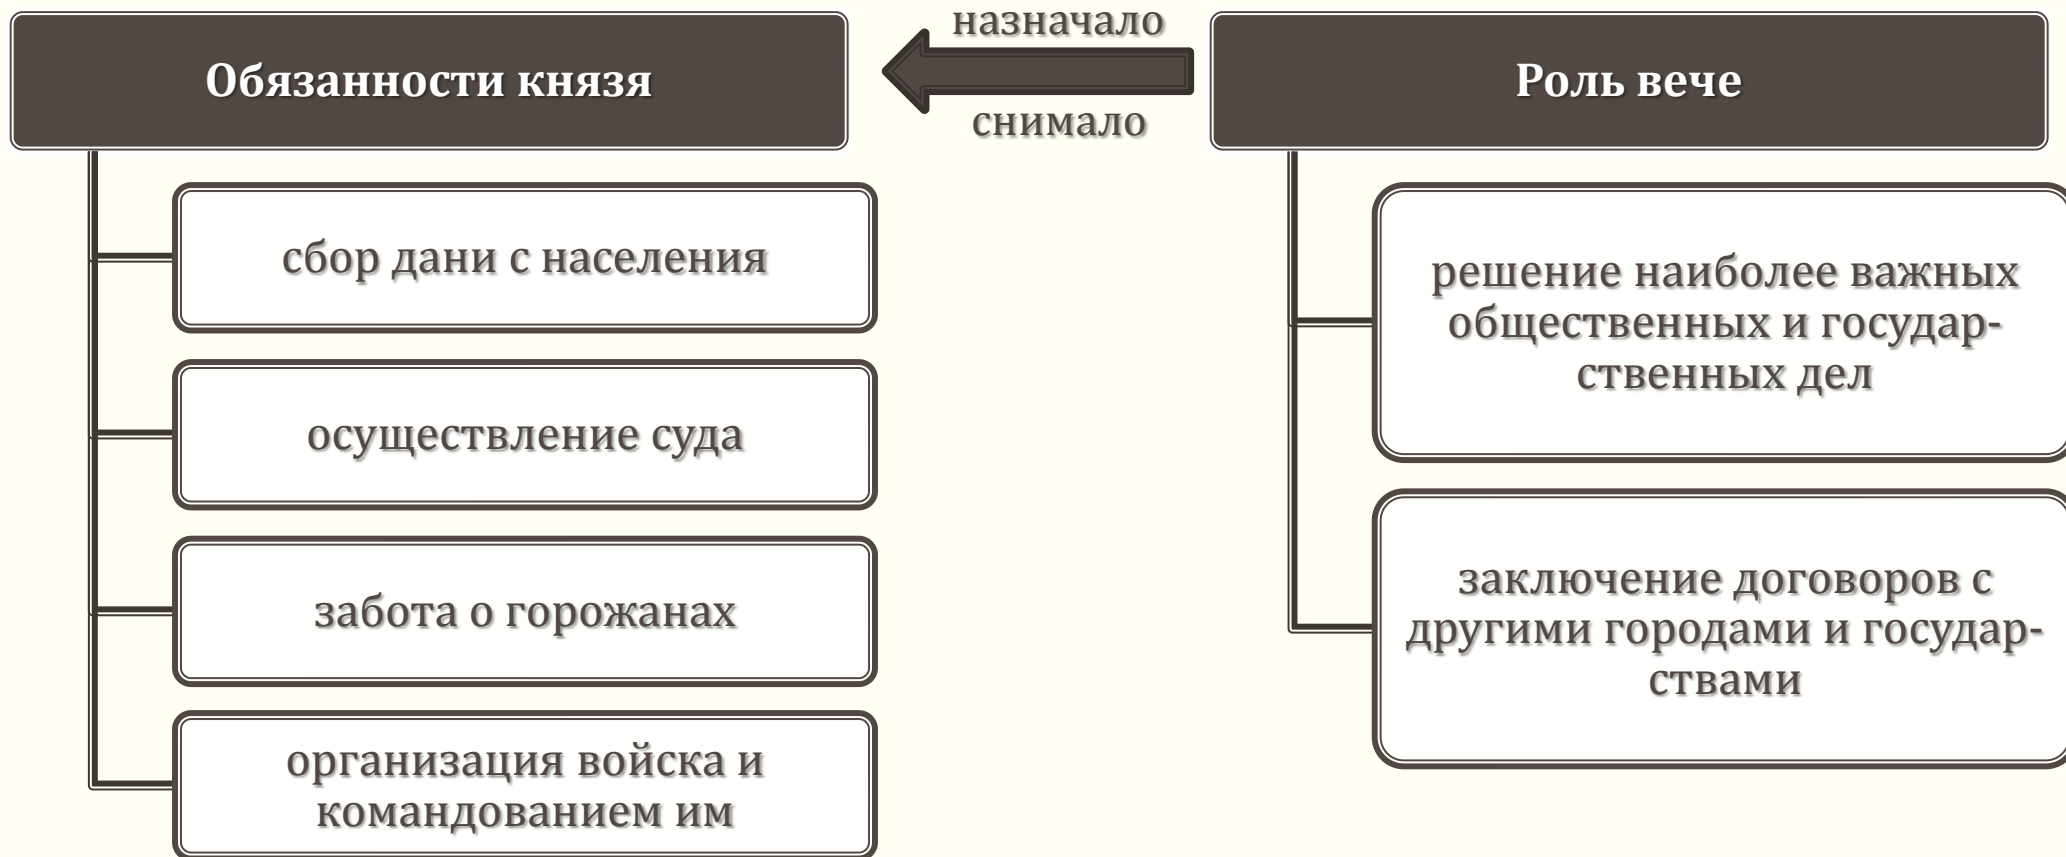 Обязанности князя
назначало
снимало
Роль вече
сбор дани с населения
осуществление суда
забота о горожанах
организация войска и
командованием им
решение наиболее важных
общественных и государ-
ственных дел
заключение договоров с
другими городами и государ-
ствами